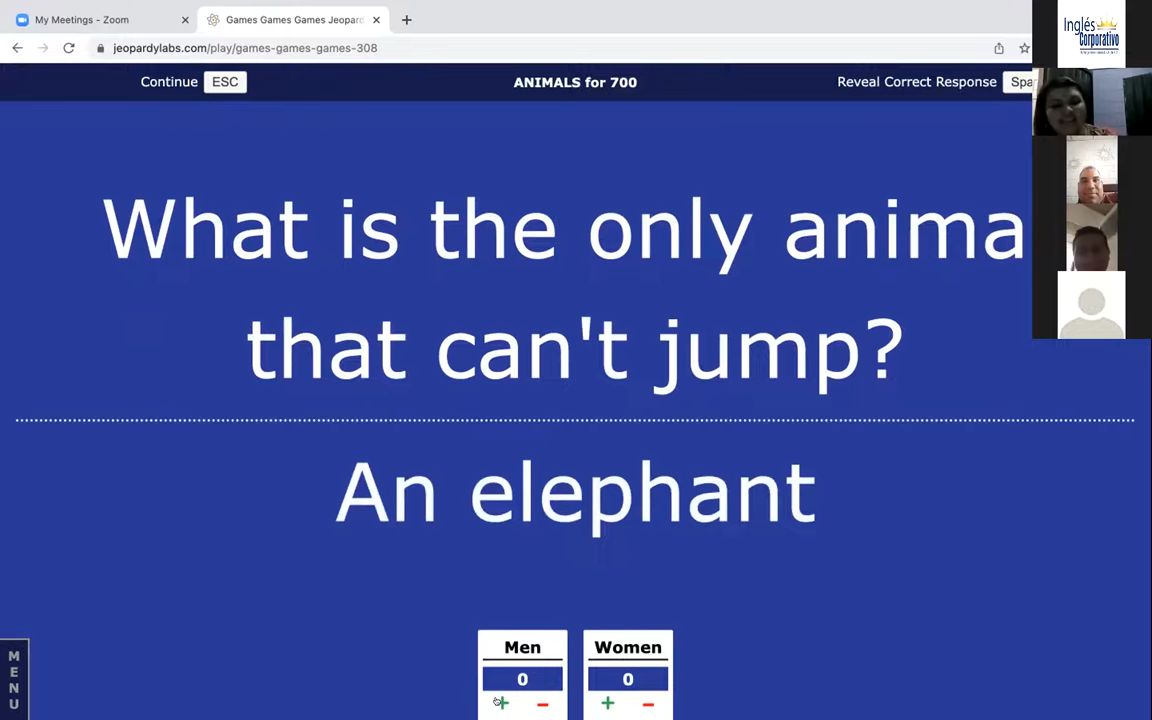 My Meetings - Zoom
Games Games Games Jeopard
jeopardylabs.com/play/games-games-games-308
Continue ESC
ANIMALS for 700
Reveal Correct Response Spa
Inglés
Corporativo
What is the only anima
that can't jump?
An elephant
Men
0
+ −
Women
0
+ −
MENU